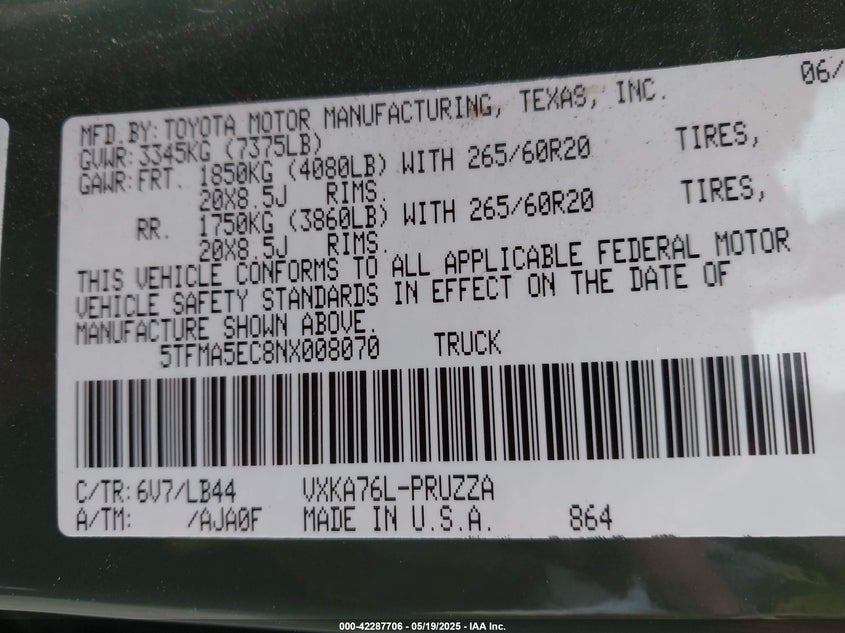 06/
MFD.BY: TOYOTA MOTOR MANUFACTURING, TEXAS, INC.
GVWR: 3345KG (7375LB)
GAWR: FRT. 1850KG (4080LB) WITH 265/60R20 TIRES,
20X8.5J RIMS.
RR. 1750KG (3860LB) WITH 265/60R20 TIRES,
20X8.5J RIMS.
THIS VEHICLE CONFORMS TO ALL APPLICABLE FEDERAL MOTOR
VEHICLE SAFETY STANDARDS IN EFFECT ON THE DATE OF
MANUFACTURE SHOWN ABOVE.
5TFMA5EC8NX008070 TRUCK
C/TR: 6V7/LB44 VXKA76L-PRUZZA
A/TM: /AJA0F MADE IN U.S.A. 864
000-42287706 - 05/19/2025 - IAA Inc.